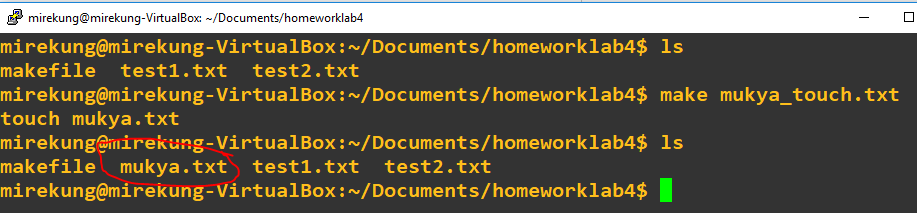 mirekung@mirekung-VirtualBox: ~/Documents/homeworklab4
mirekung@mirekung-VirtualBox:~/Documents/homeworklab4$ ls
makefile  test1.txt  test2.txt
mirekung@mirekung-VirtualBox:~/Documents/homeworklab4$ make mukya_touch.txt
touch mukya.txt
mirekung@mirekung-VirtualBox:~/Documents/homeworklab4$ ls
makefile  mukya.txt  test1.txt  test2.txt
mirekung@mirekung-VirtualBox:~/Documents/homeworklab4$